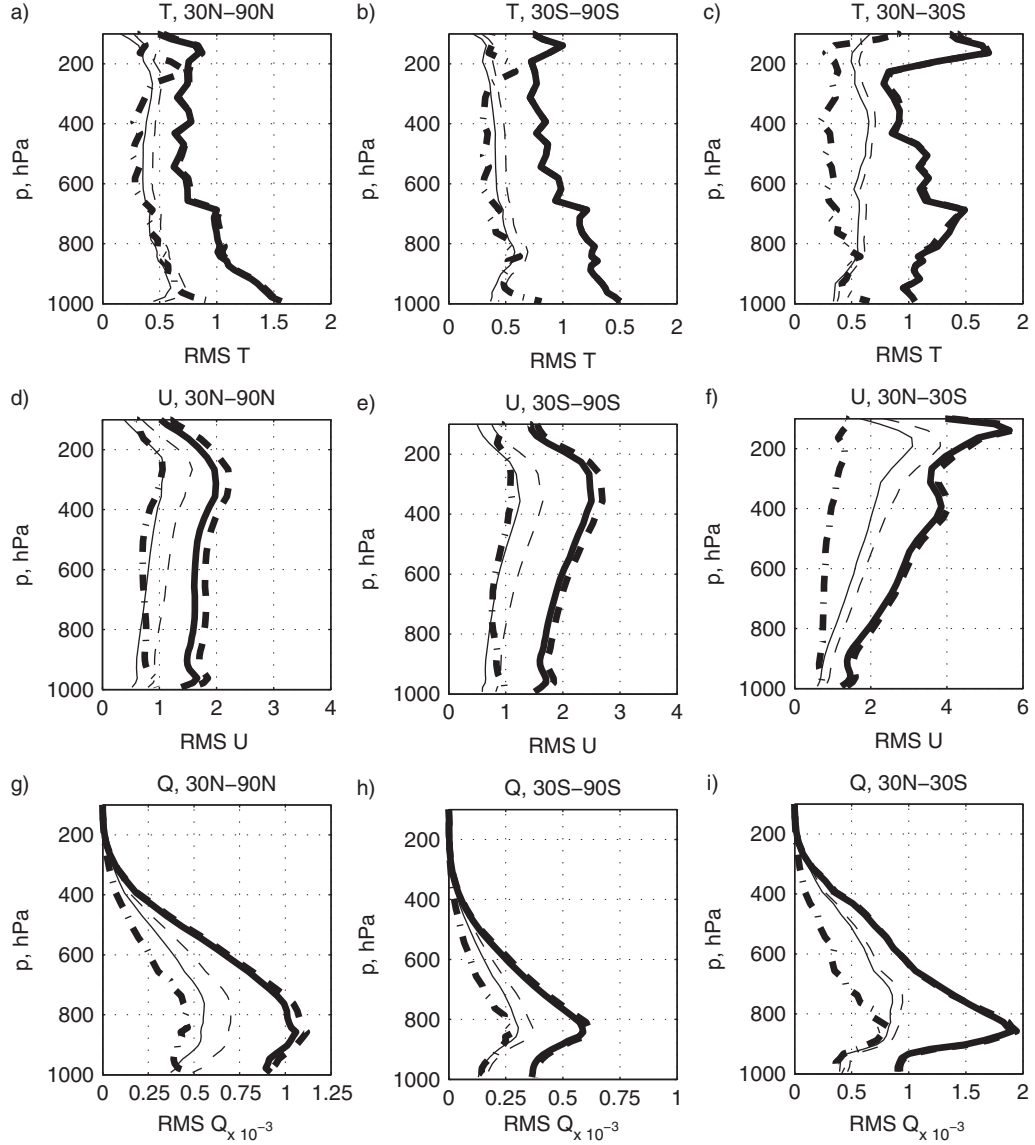 a) T, 30N−90N
200
400
600
800
1000
p, hPa
0 0.5 1 1.5 2
RMS T
b) T, 30S−90S
200
400
600
800
1000
p, hPa
0 0.5 1 0.5 2
RMS T
c) T, 30N−30S
200
400
600
800
1000
p, hPa
0 0.5 1 0.5 2
RMS T
d) U, 30N−90N
200
400
600
800
1000
p, hPa
0 1 2 3 4
RMS U
e) U, 30S−90S
200
400
600
800
1000
p, hPa
0 1 2 3 4
RMS U
f) U, 30N−30S
200
400
600
800
1000
p, hPa
0 2 4 6
RMS U
g) Q, 30N−90N
200
400
600
800
1000
p, hPa
0 0.25 0.5 0.75 1 1.25
RMS Q x 10⁻³
h) Q, 30S−90S
200
400
600
800
1000
p, hPa
0 0.25 0.5 0.75 1
RMS Q x 10⁻³
i) Q, 30N−30S
200
400
600
800
1000
p, hPa
0 0.5 1 1.5 2
RMS Q x 10⁻³